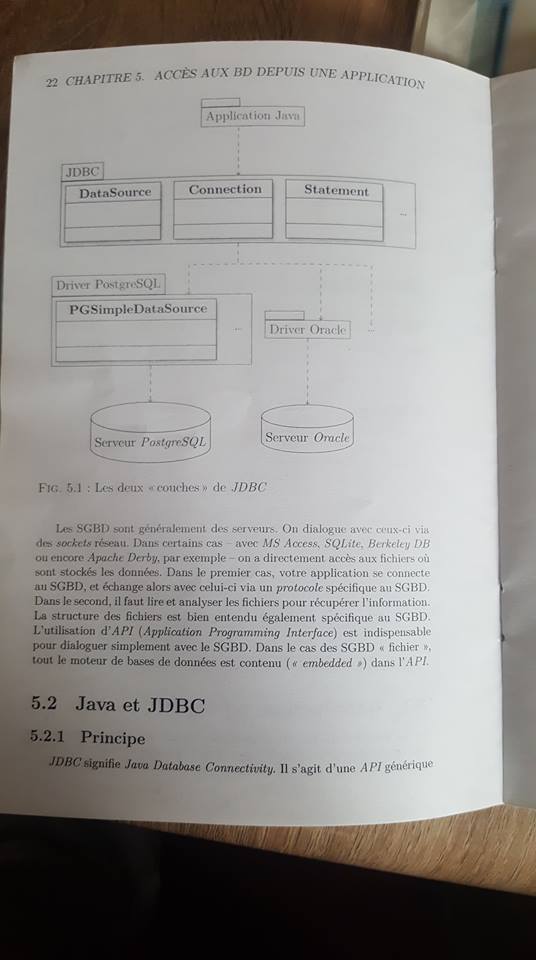 22 CHAPITRE 5. ACCÈS AUX BD DEPUIS UNE APPLICATION
Application Java
JDBC
DataSource
Connection
Statement
...
Driver PostgreSQL
PGSimpleDataSource
...
Driver Oracle
...
Serveur PostgreSQL
Serveur Oracle
FIG. 5.1 : Les deux « couches » de JDBC
Les SGBD sont généralement des serveurs. On dialogue avec ceux-ci via
des sockets réseau. Dans certains cas – avec MS Access, SQLite, Berkeley DB
ou encore Apache Derby, par exemple – on a directement accès aux fichiers où
sont stockés les données. Dans le premier cas, votre application se connecte
au SGBD, et échange alors avec celui-ci via un protocole spécifique au SGBD.
Dans le second, il faut lire et analyser les fichiers pour récupérer l'information.
La structure des fichiers est bien entendu également spécifique au SGBD.
L'utilisation d'API (Application Programming Interface) est indispensable
pour dialoguer simplement avec le SGBD. Dans le cas des SGBD « fichier »,
tout le moteur de bases de données est contenu (« embedded ») dans l'API.
5.2 Java et JDBC
5.2.1 Principe
JDBC signifie Java Database Connectivity. Il s'agit d'une API générique